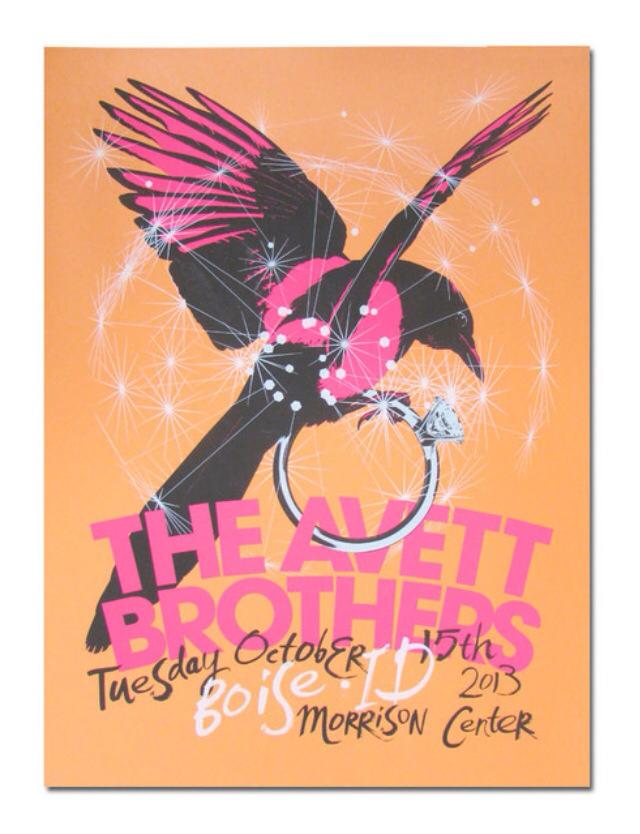 THE AVETT
BROTHERS
Tuesday OctobER 15th
2013
Boise · ID
MORRISON CenteR